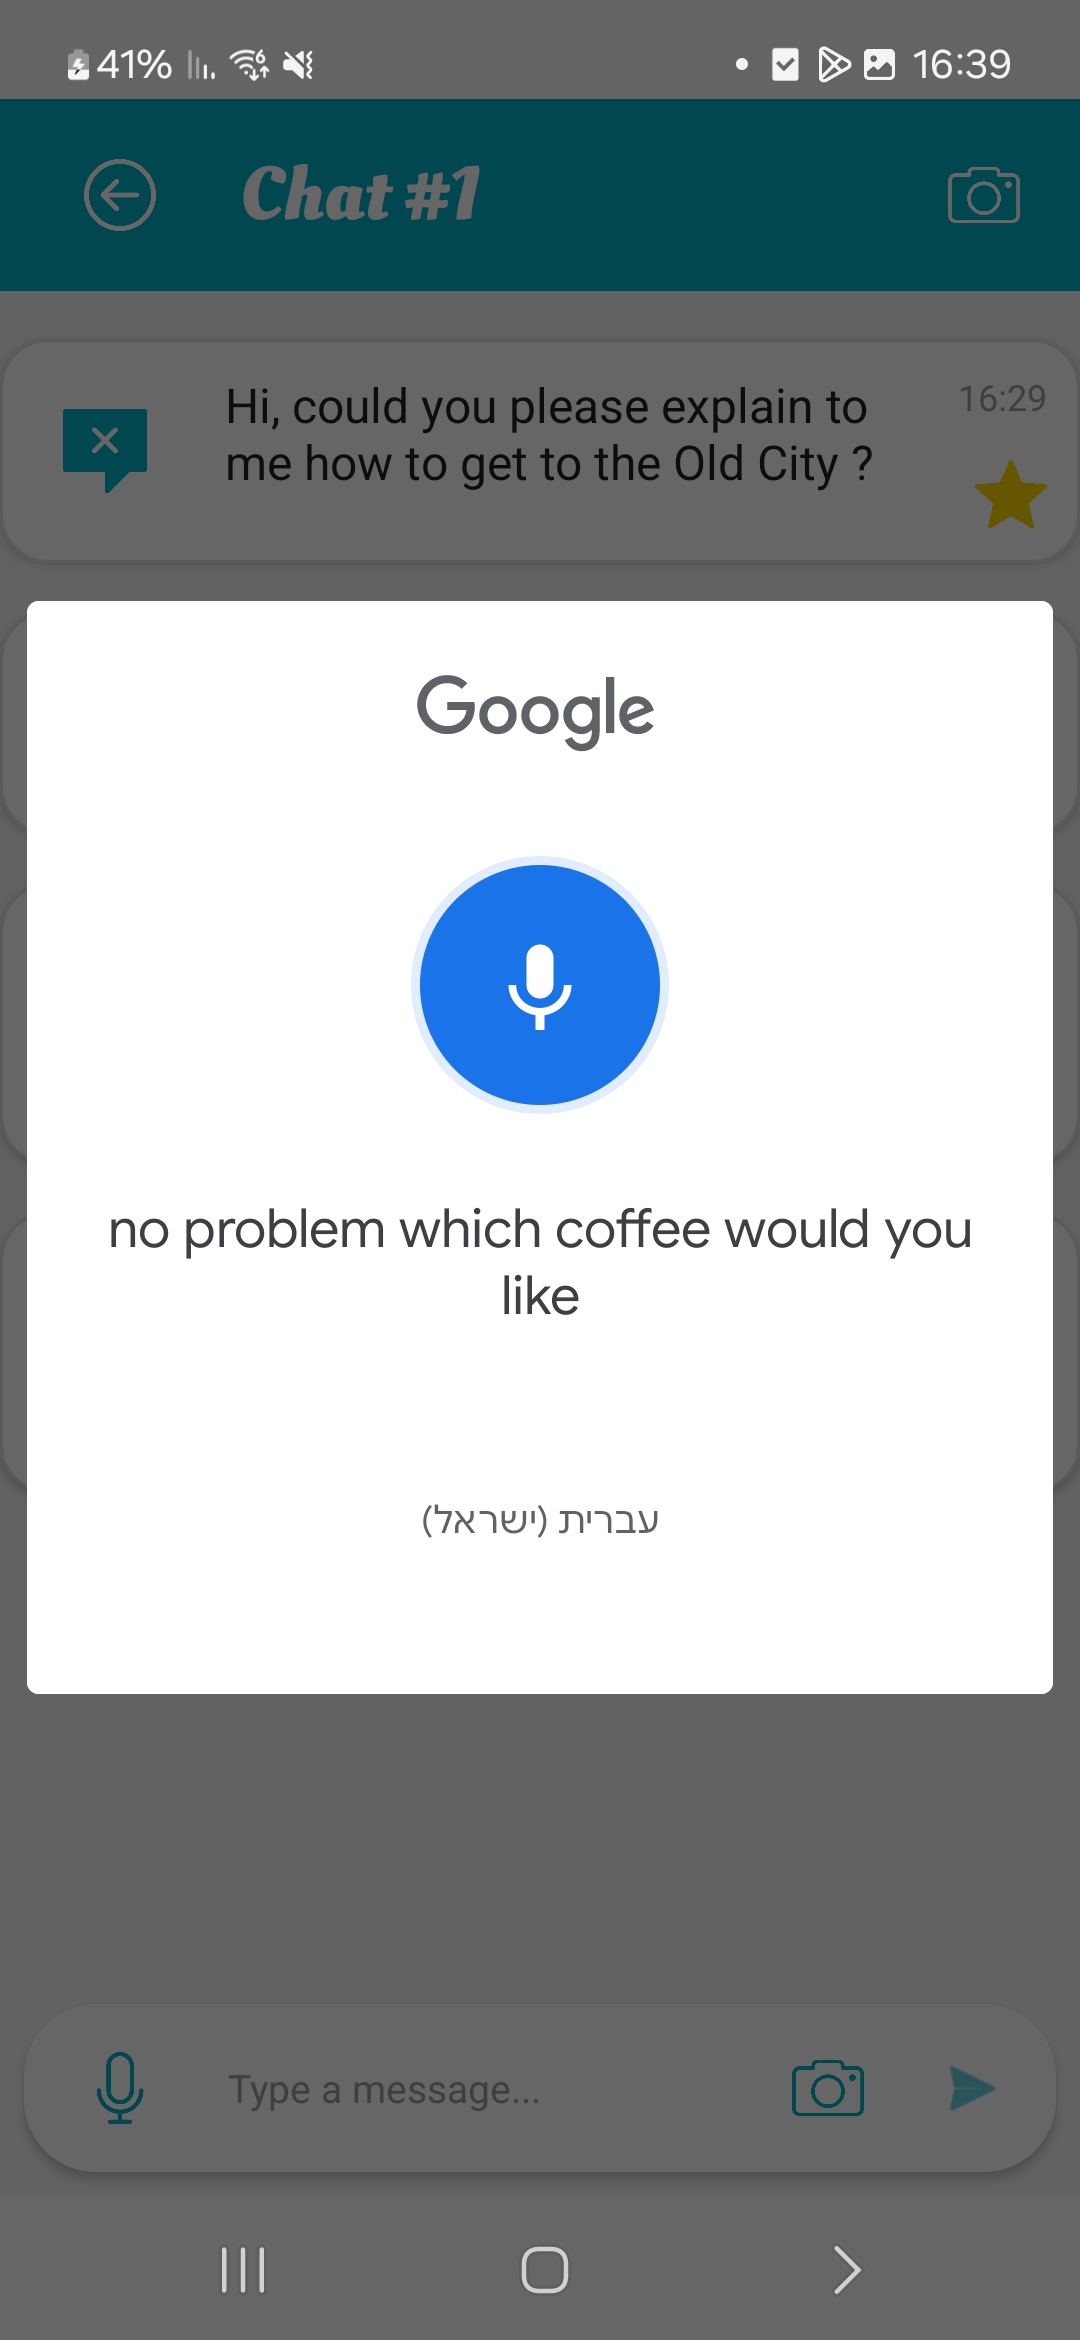 41%
16:39
Chat #1
Hi, could you please explain to
me how to get to the Old City ?
16:29
Google
no problem which coffee would you
like
עברית (ישראל)
Type a message...